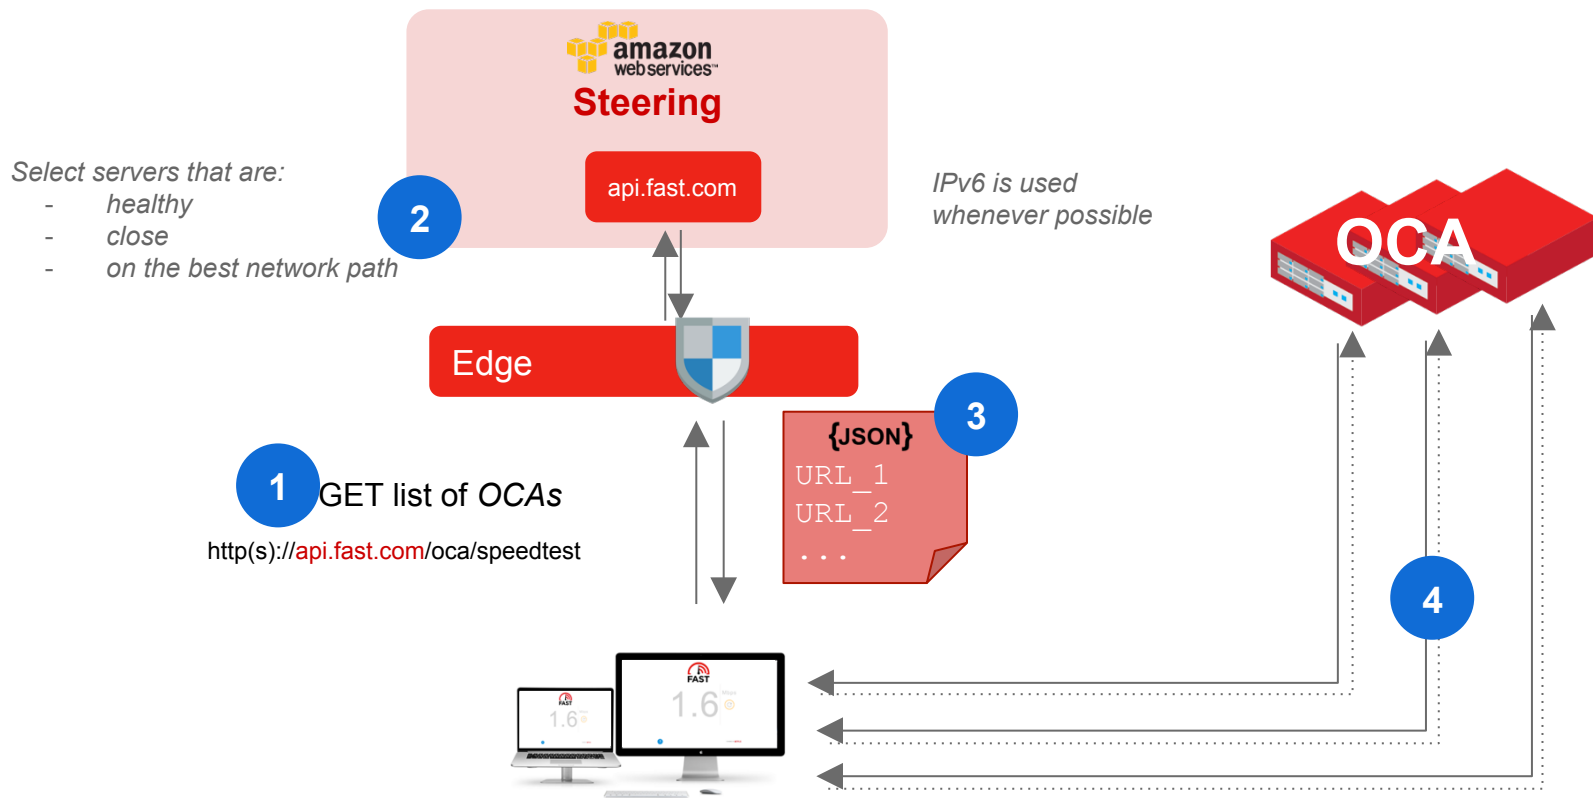 amazon
webservices™
Steering
api.fast.com
Select servers that are:
- healthy
- close
- on the best network path
2
IPv6 is used
whenever possible
OCA
Edge
3
{JSON}
URL_1
URL_2
...
1
GET list of OCAs
http(s)://api.fast.com/oca/speedtest
4
FAST
1.6
FAST
1.6